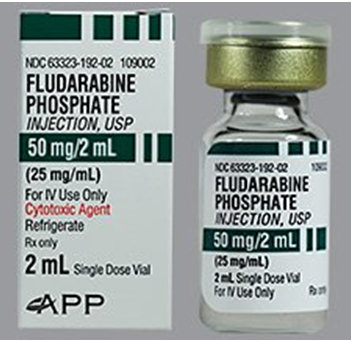 NDC 63323-192-02 109002
FLUDARABINE
PHOSPHATE
INJECTION, USP
50 mg/2 mL
(25 mg/mL)
For IV Use Only
Cytotoxic Agent
Refrigerate
Rx only
2 mL Single Dose Vial
APP
NDC 63323-192-02 109002
FLUDARABINE
PHOSPHATE
INJECTION, USP
50 mg/2 mL
(25 mg/mL)
2 mL Single Dose Vial
For IV Use Only Rx